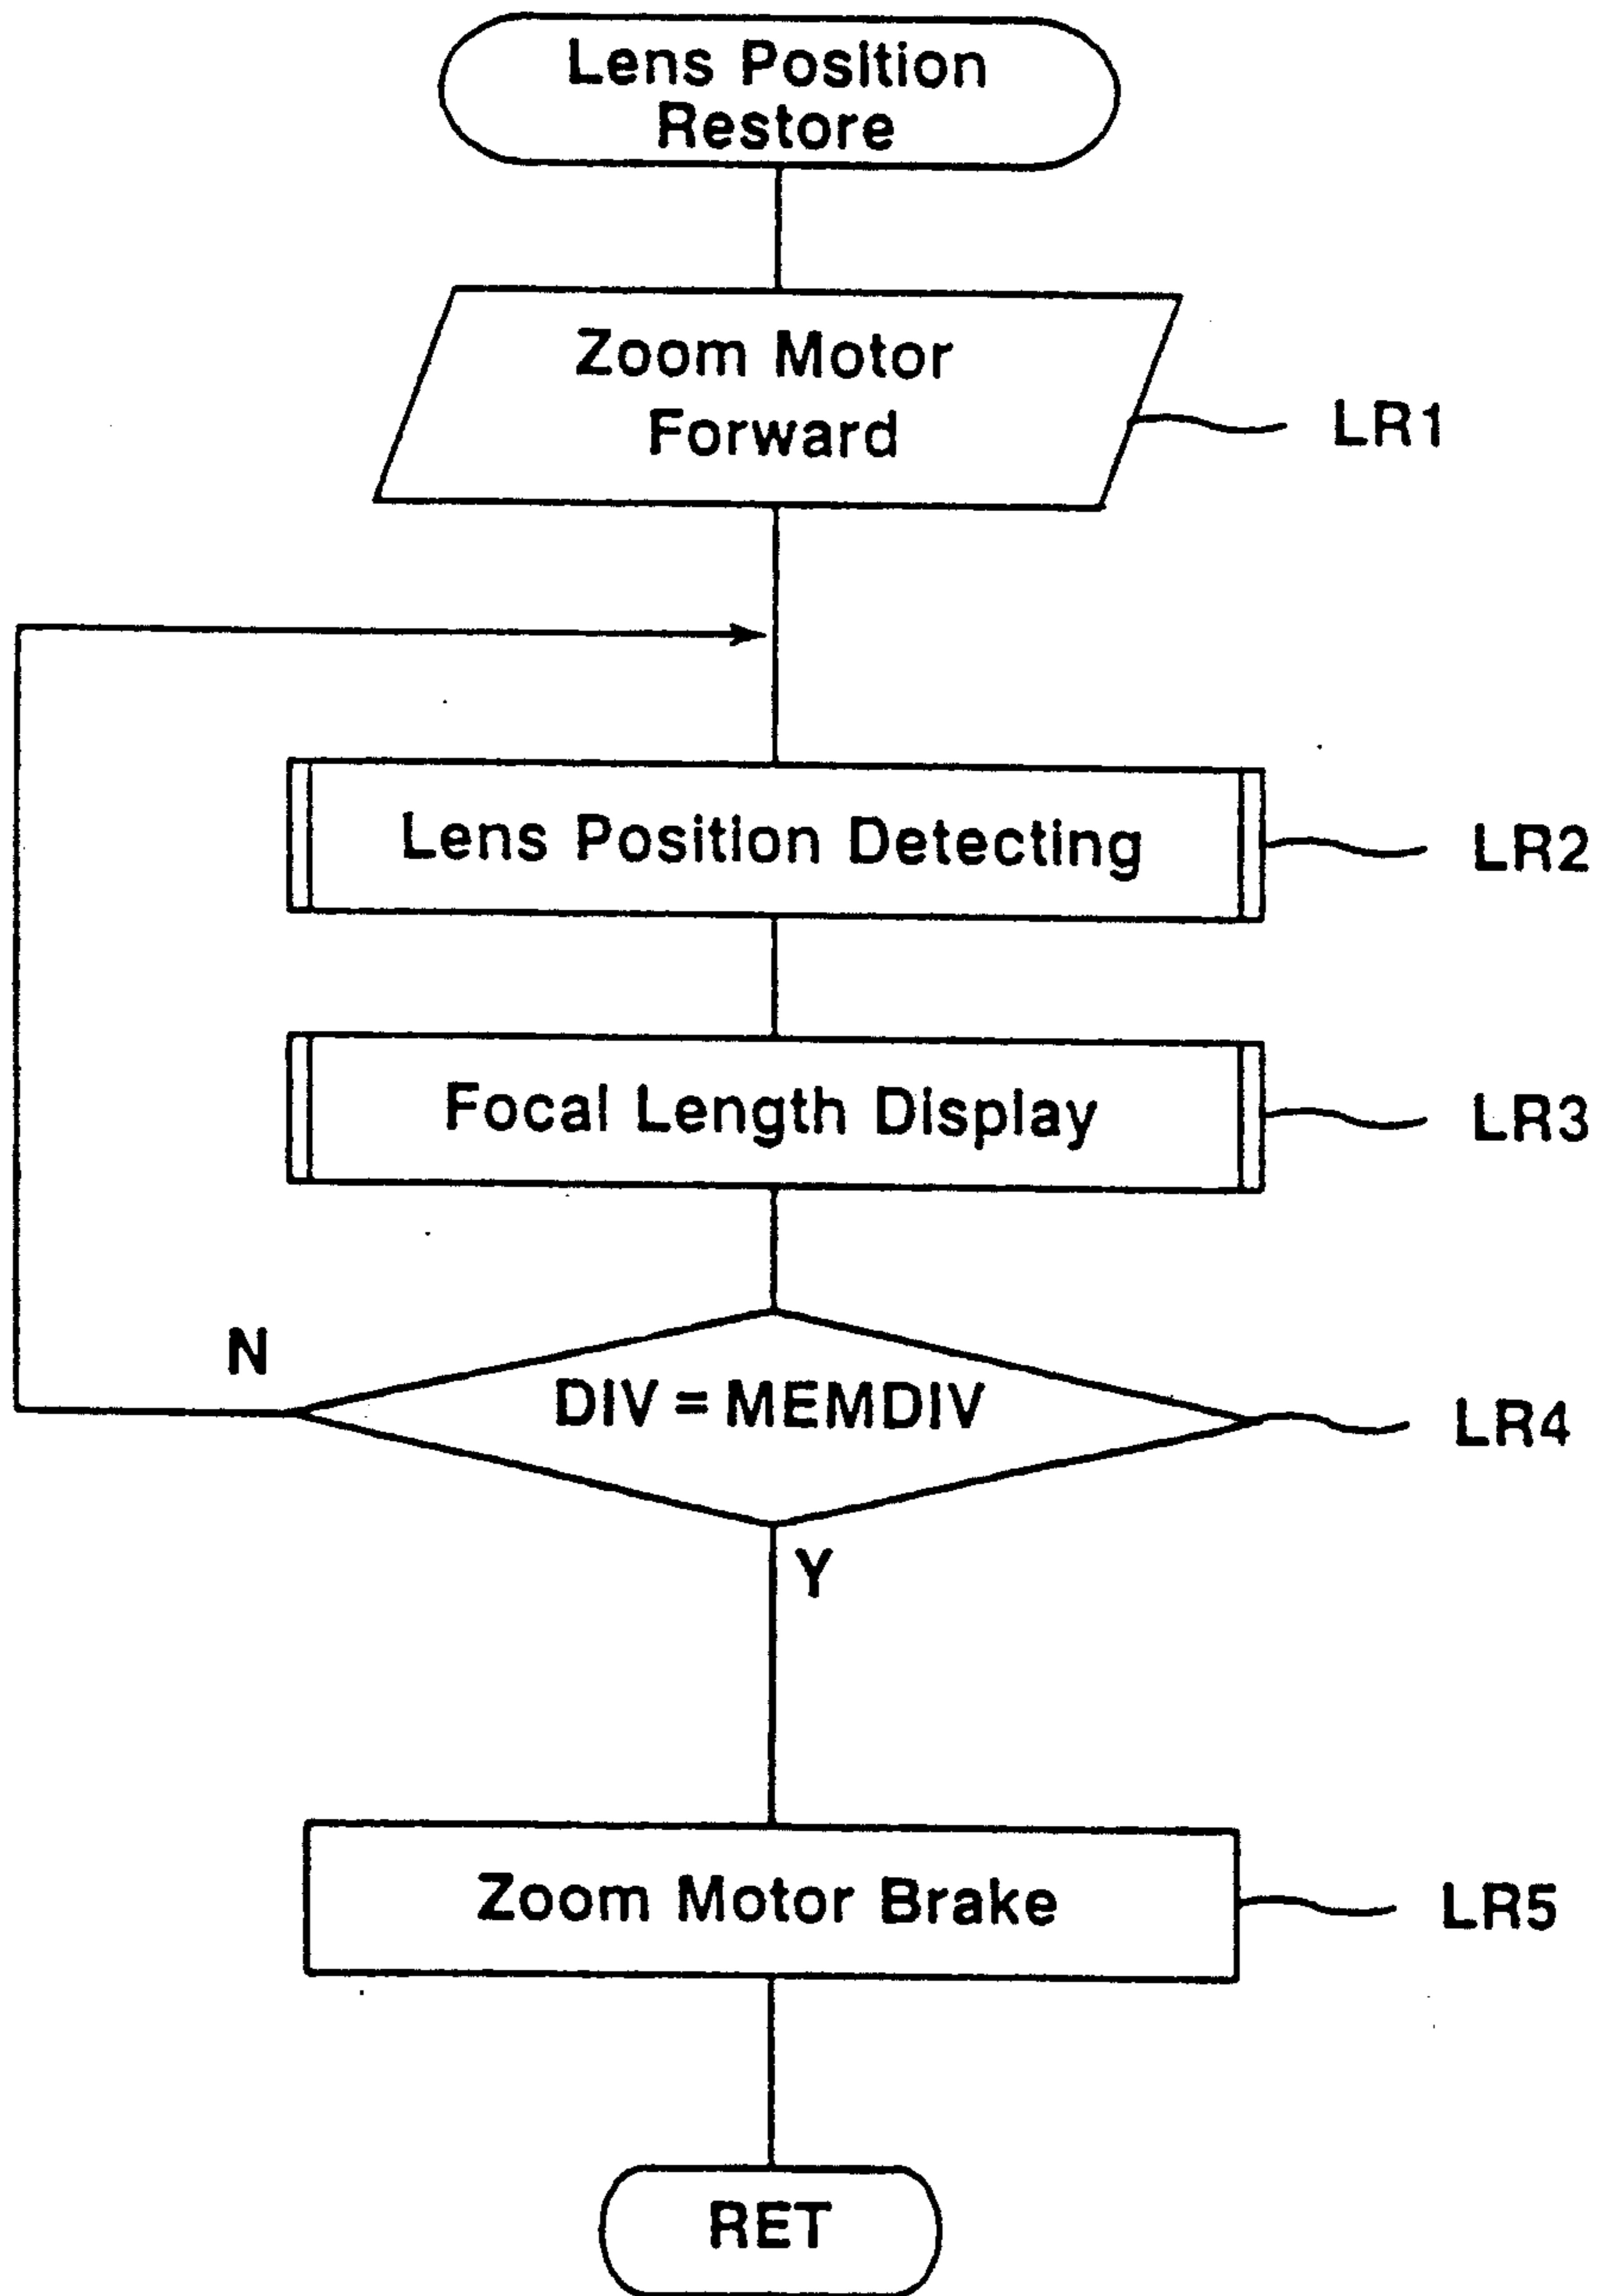 Lens Position
Restore
Zoom Motor
Forward
LR1
Lens Position Detecting
LR2
Focal Length Display
LR3
N
DIV = MEMDIV
LR4
Y
Zoom Motor Brake
LR5
RET